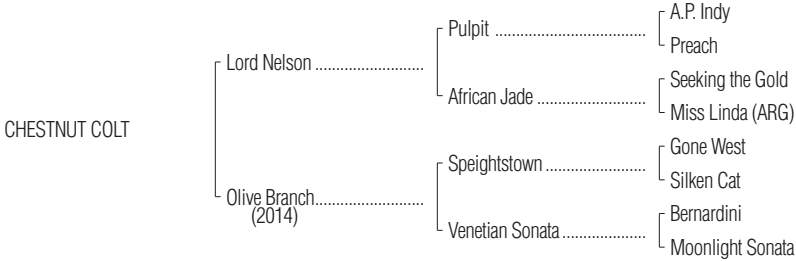 A.P. Indy
Pulpit ....................................
Preach
Lord Nelson ..........................
Seeking the Gold
African Jade ..........................
Miss Linda (ARG)
CHESTNUT COLT
Gone West
Speightstown ........................
Silken Cat
Olive Branch..........................
(2014)
Bernardini
Venetian Sonata ....................
Moonlight Sonata